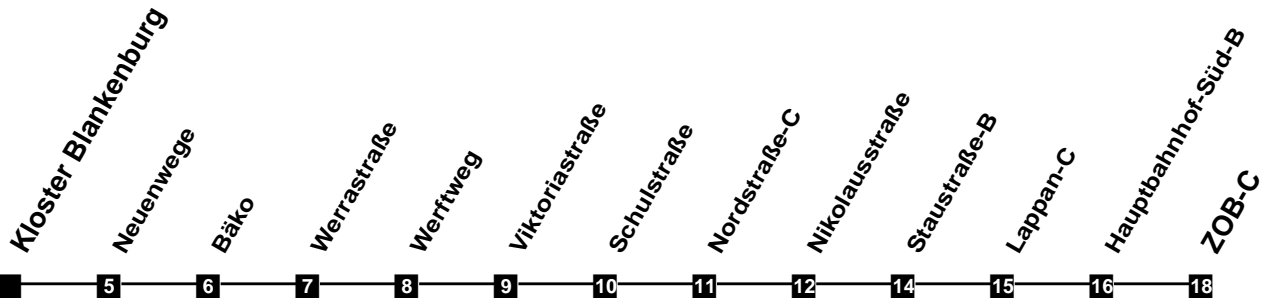 Kloster Blankenburg
Neuenwege
Bäko
Werrastraße
Werftweg
Viktoriastraße
Schulstraße
Nordstraße-C
Nikolausstraße
Staustraße-B
Lappan-C
Hauptbahnhof-Süd-B
ZOB-C
5 6 7 8 9 10 11 12 14 15 16 18